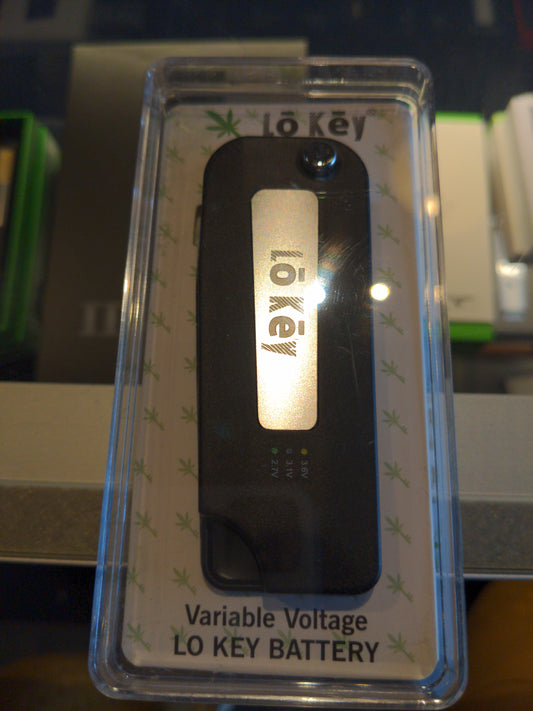 Lō Kēy®
Lō Kēy
3.6V
3.1V
2.7V
Variable Voltage
LO KEY BATTERY